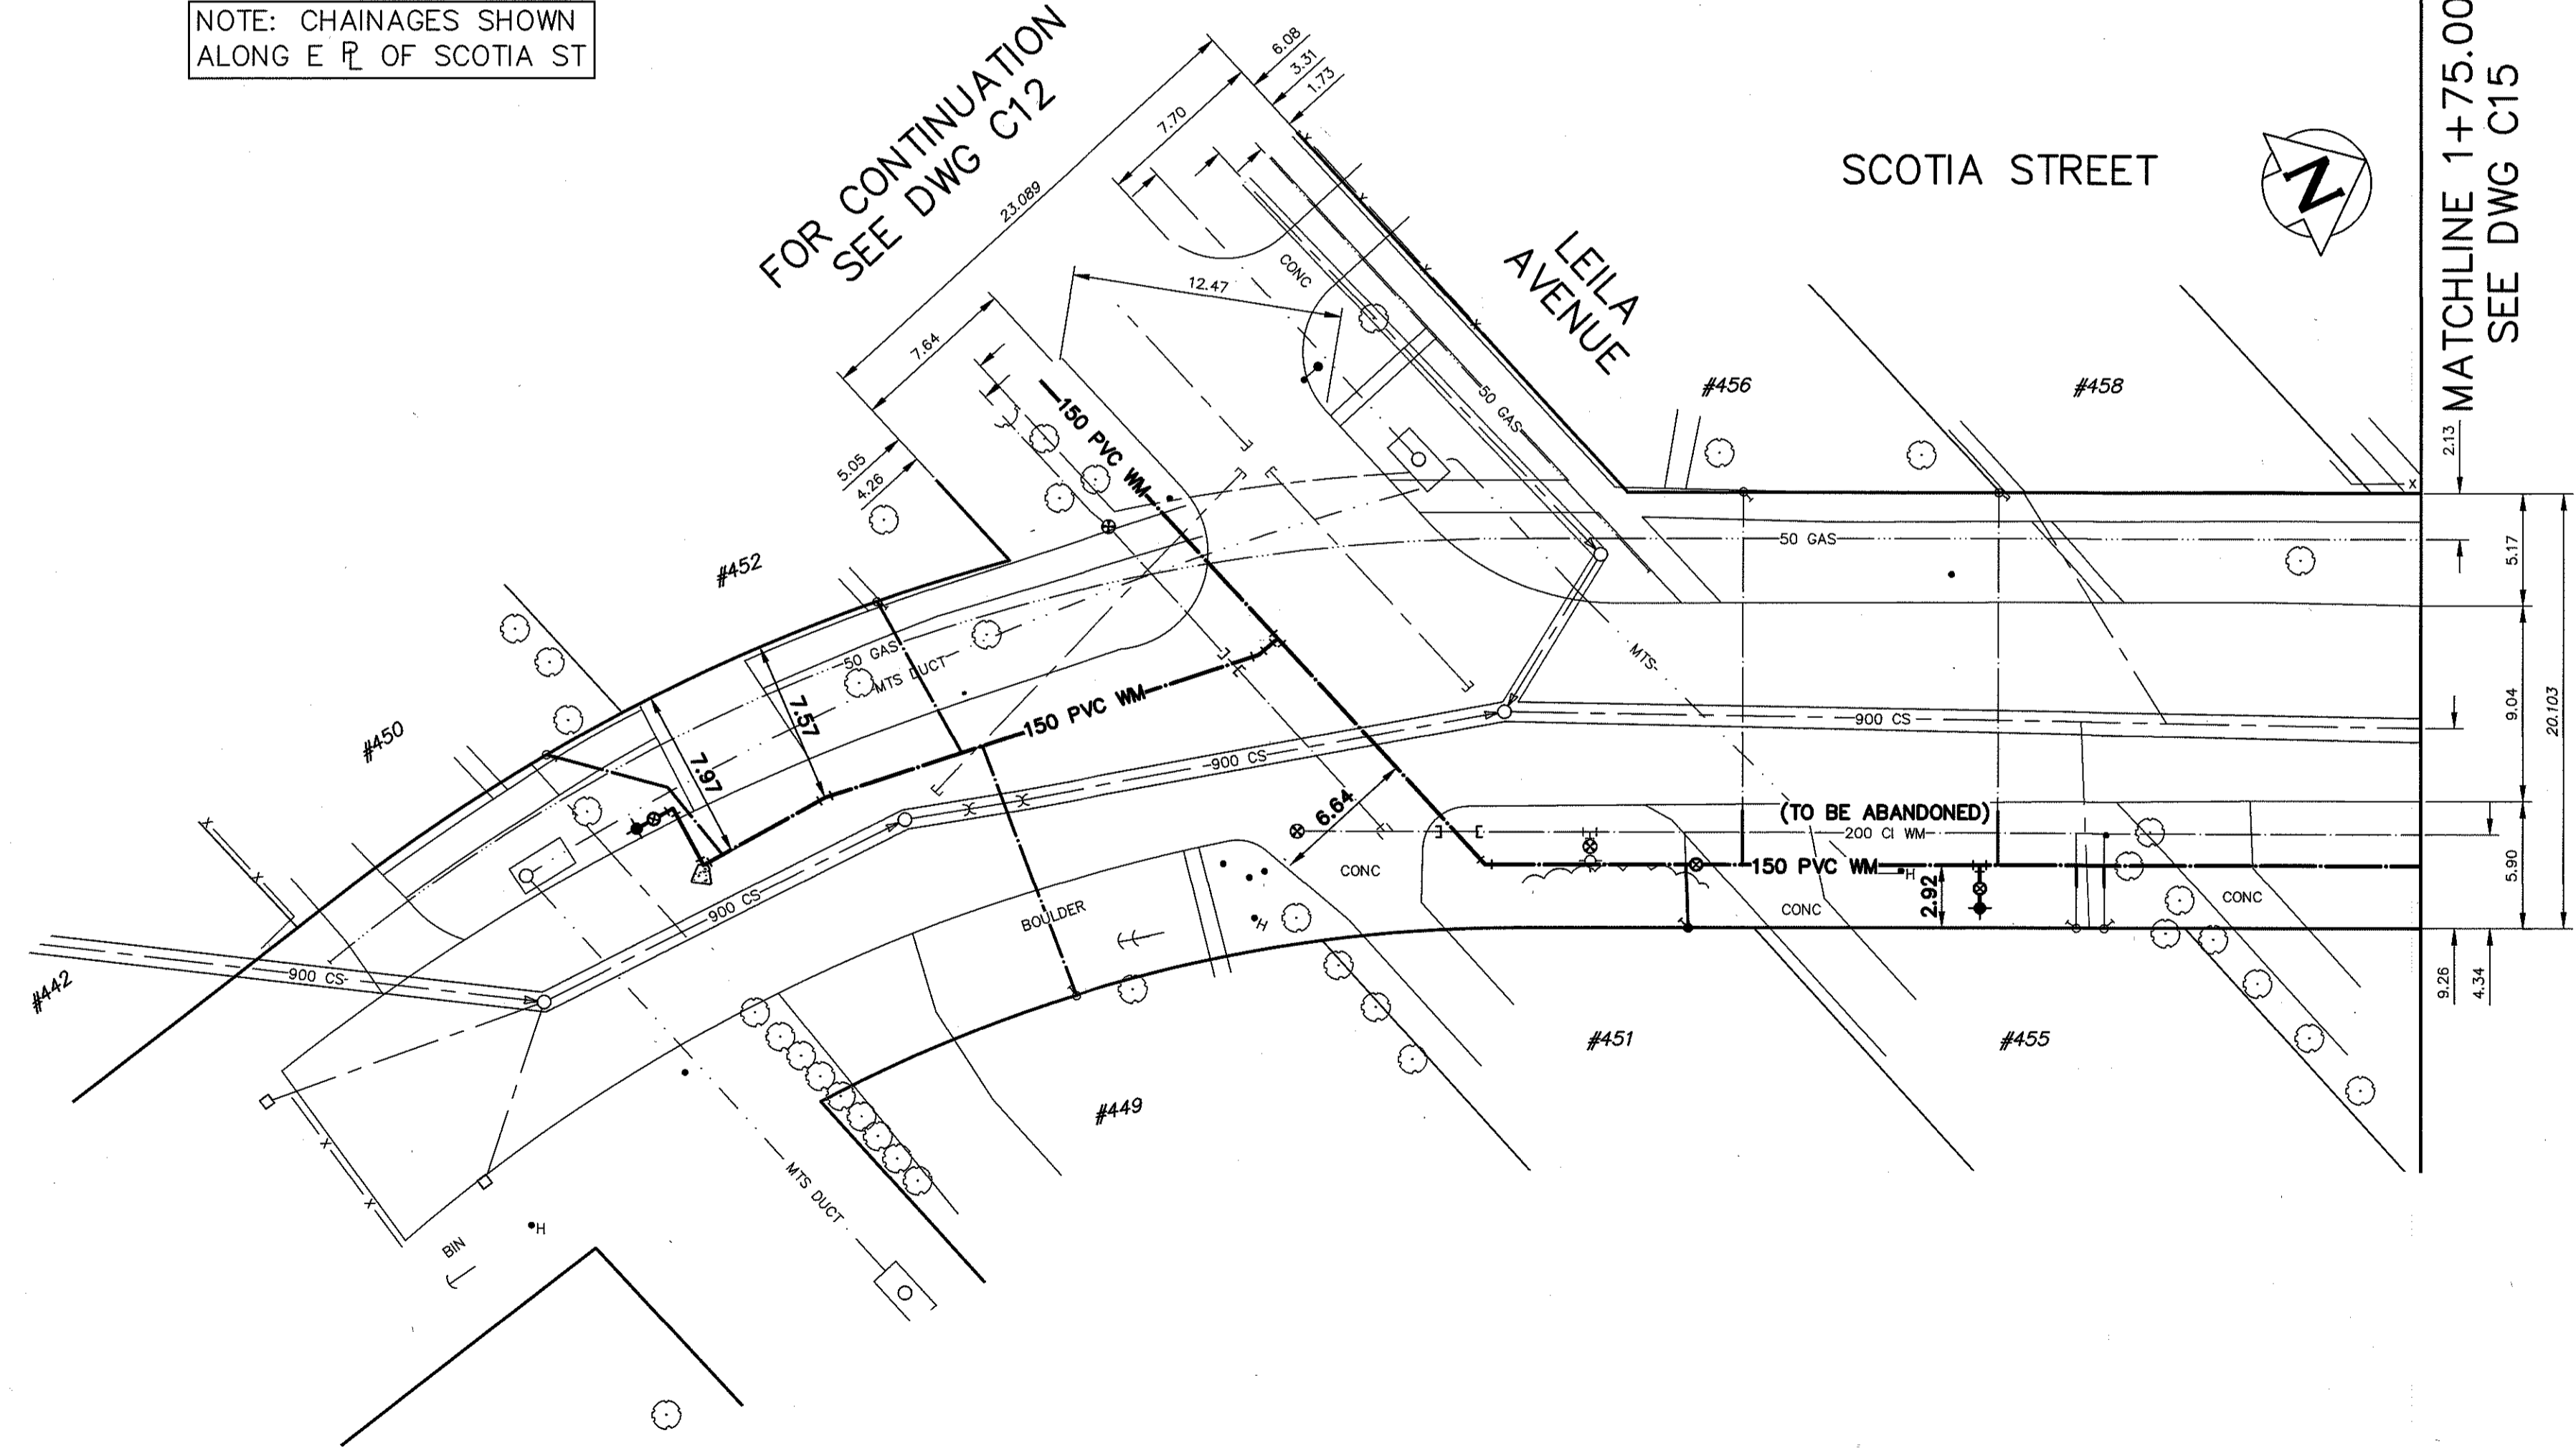 NOTE: CHAINAGES SHOWN
ALONG E PL OF SCOTIA ST
FOR CONTINUATION
SEE DWG C12
6.08
3.31
1.73
7.70
23.089
12.47
7.64
5.05
4.26
CONC
LEILA
AVENUE
SCOTIA STREET
N
MATCHLINE 1+75.00
SEE DWG C15
150 PVC WM
50 GAS
#456
#458
2.13
#452
50 GAS
5.17
50 GAS
MTS DUCT
MTS
7.57
150 PVC WM
#450
7.97
900 CS
900 CS
9.04
20.103
6.64
(TO BE ABANDONED)
200 CI WM
CONC
150 PVC WM
H
2.92
CONC
CONC
5.90
900 CS
BOULDER
H
900 CS
#442
9.26
4.34
#451
#455
#449
MTS DUCT
H
BIN